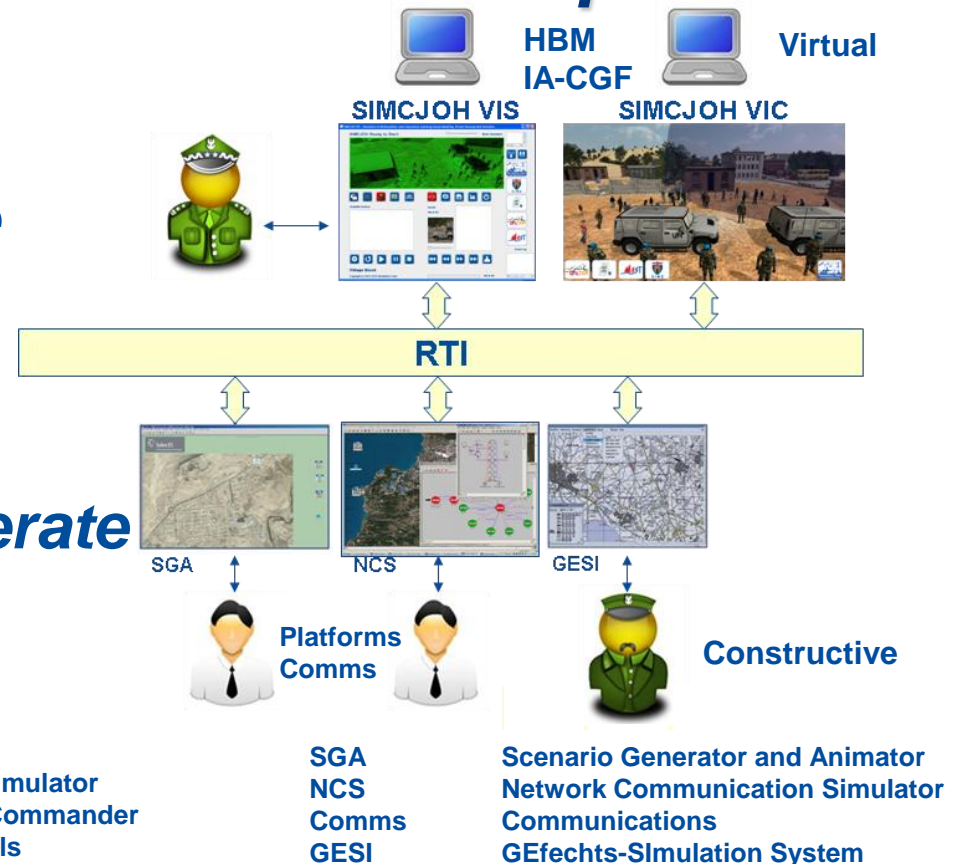 HBM
IA-CGF
Virtual
SIMCJOH VIS
SIMCJOH VIC
RTI
erate
SGA
NCS
GESI
Platforms
Comms
Constructive
SGA Scenario Generator and Animator
NCS Network Communication Simulator
Comms Communications
GESI GEfechts-SImulation System
mulator
ommander
ls